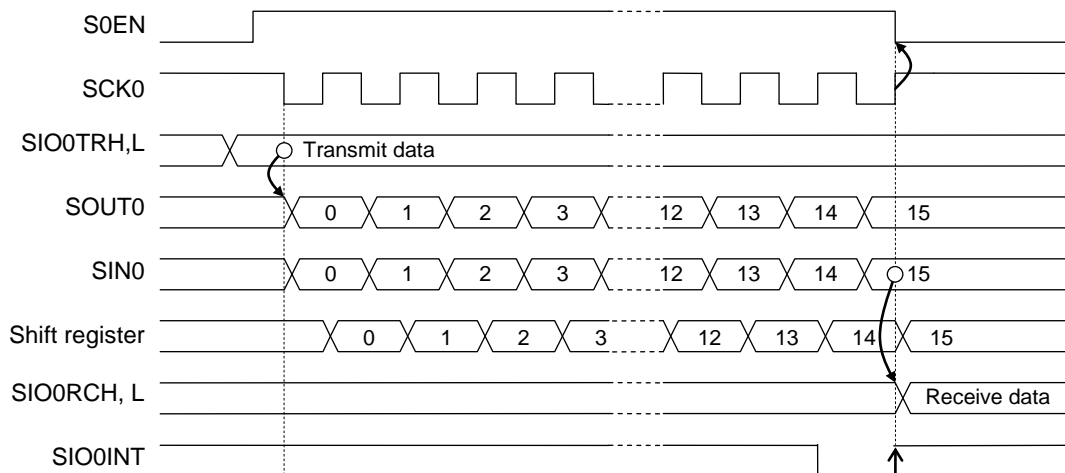 S0EN
SCK0
SIO0TRH,L Transmit data
SOUT0 0 1 2 3 12 13 14 15
SIN0 0 1 2 3 12 13 14 15
Shift register 0 1 2 3 12 13 14 15
SIO0RCH, L Receive data
SIO0INT